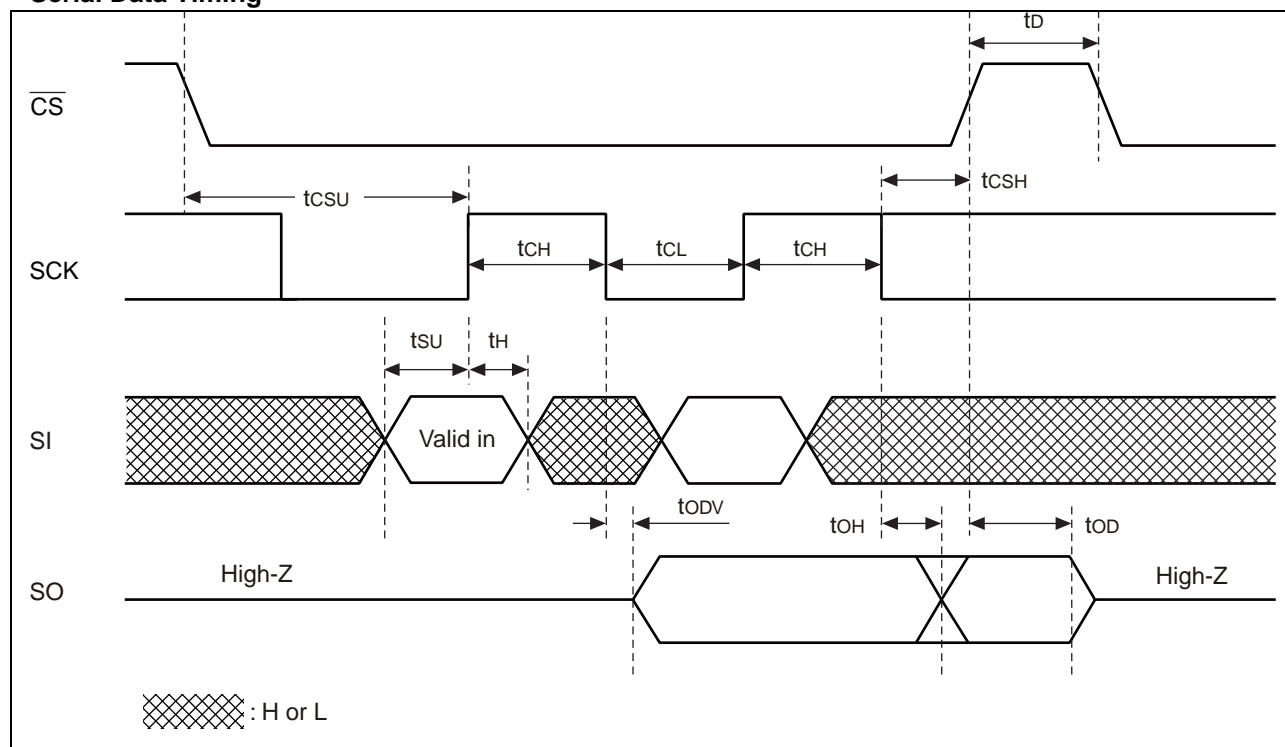 Serial Data Timing
tD
CS
tCSU
tCSH
SCK
tCH
tCL
tCH
tSU
tH
SI
Valid in
tODV
tOH
tOD
SO
High-Z
High-Z
: H or L